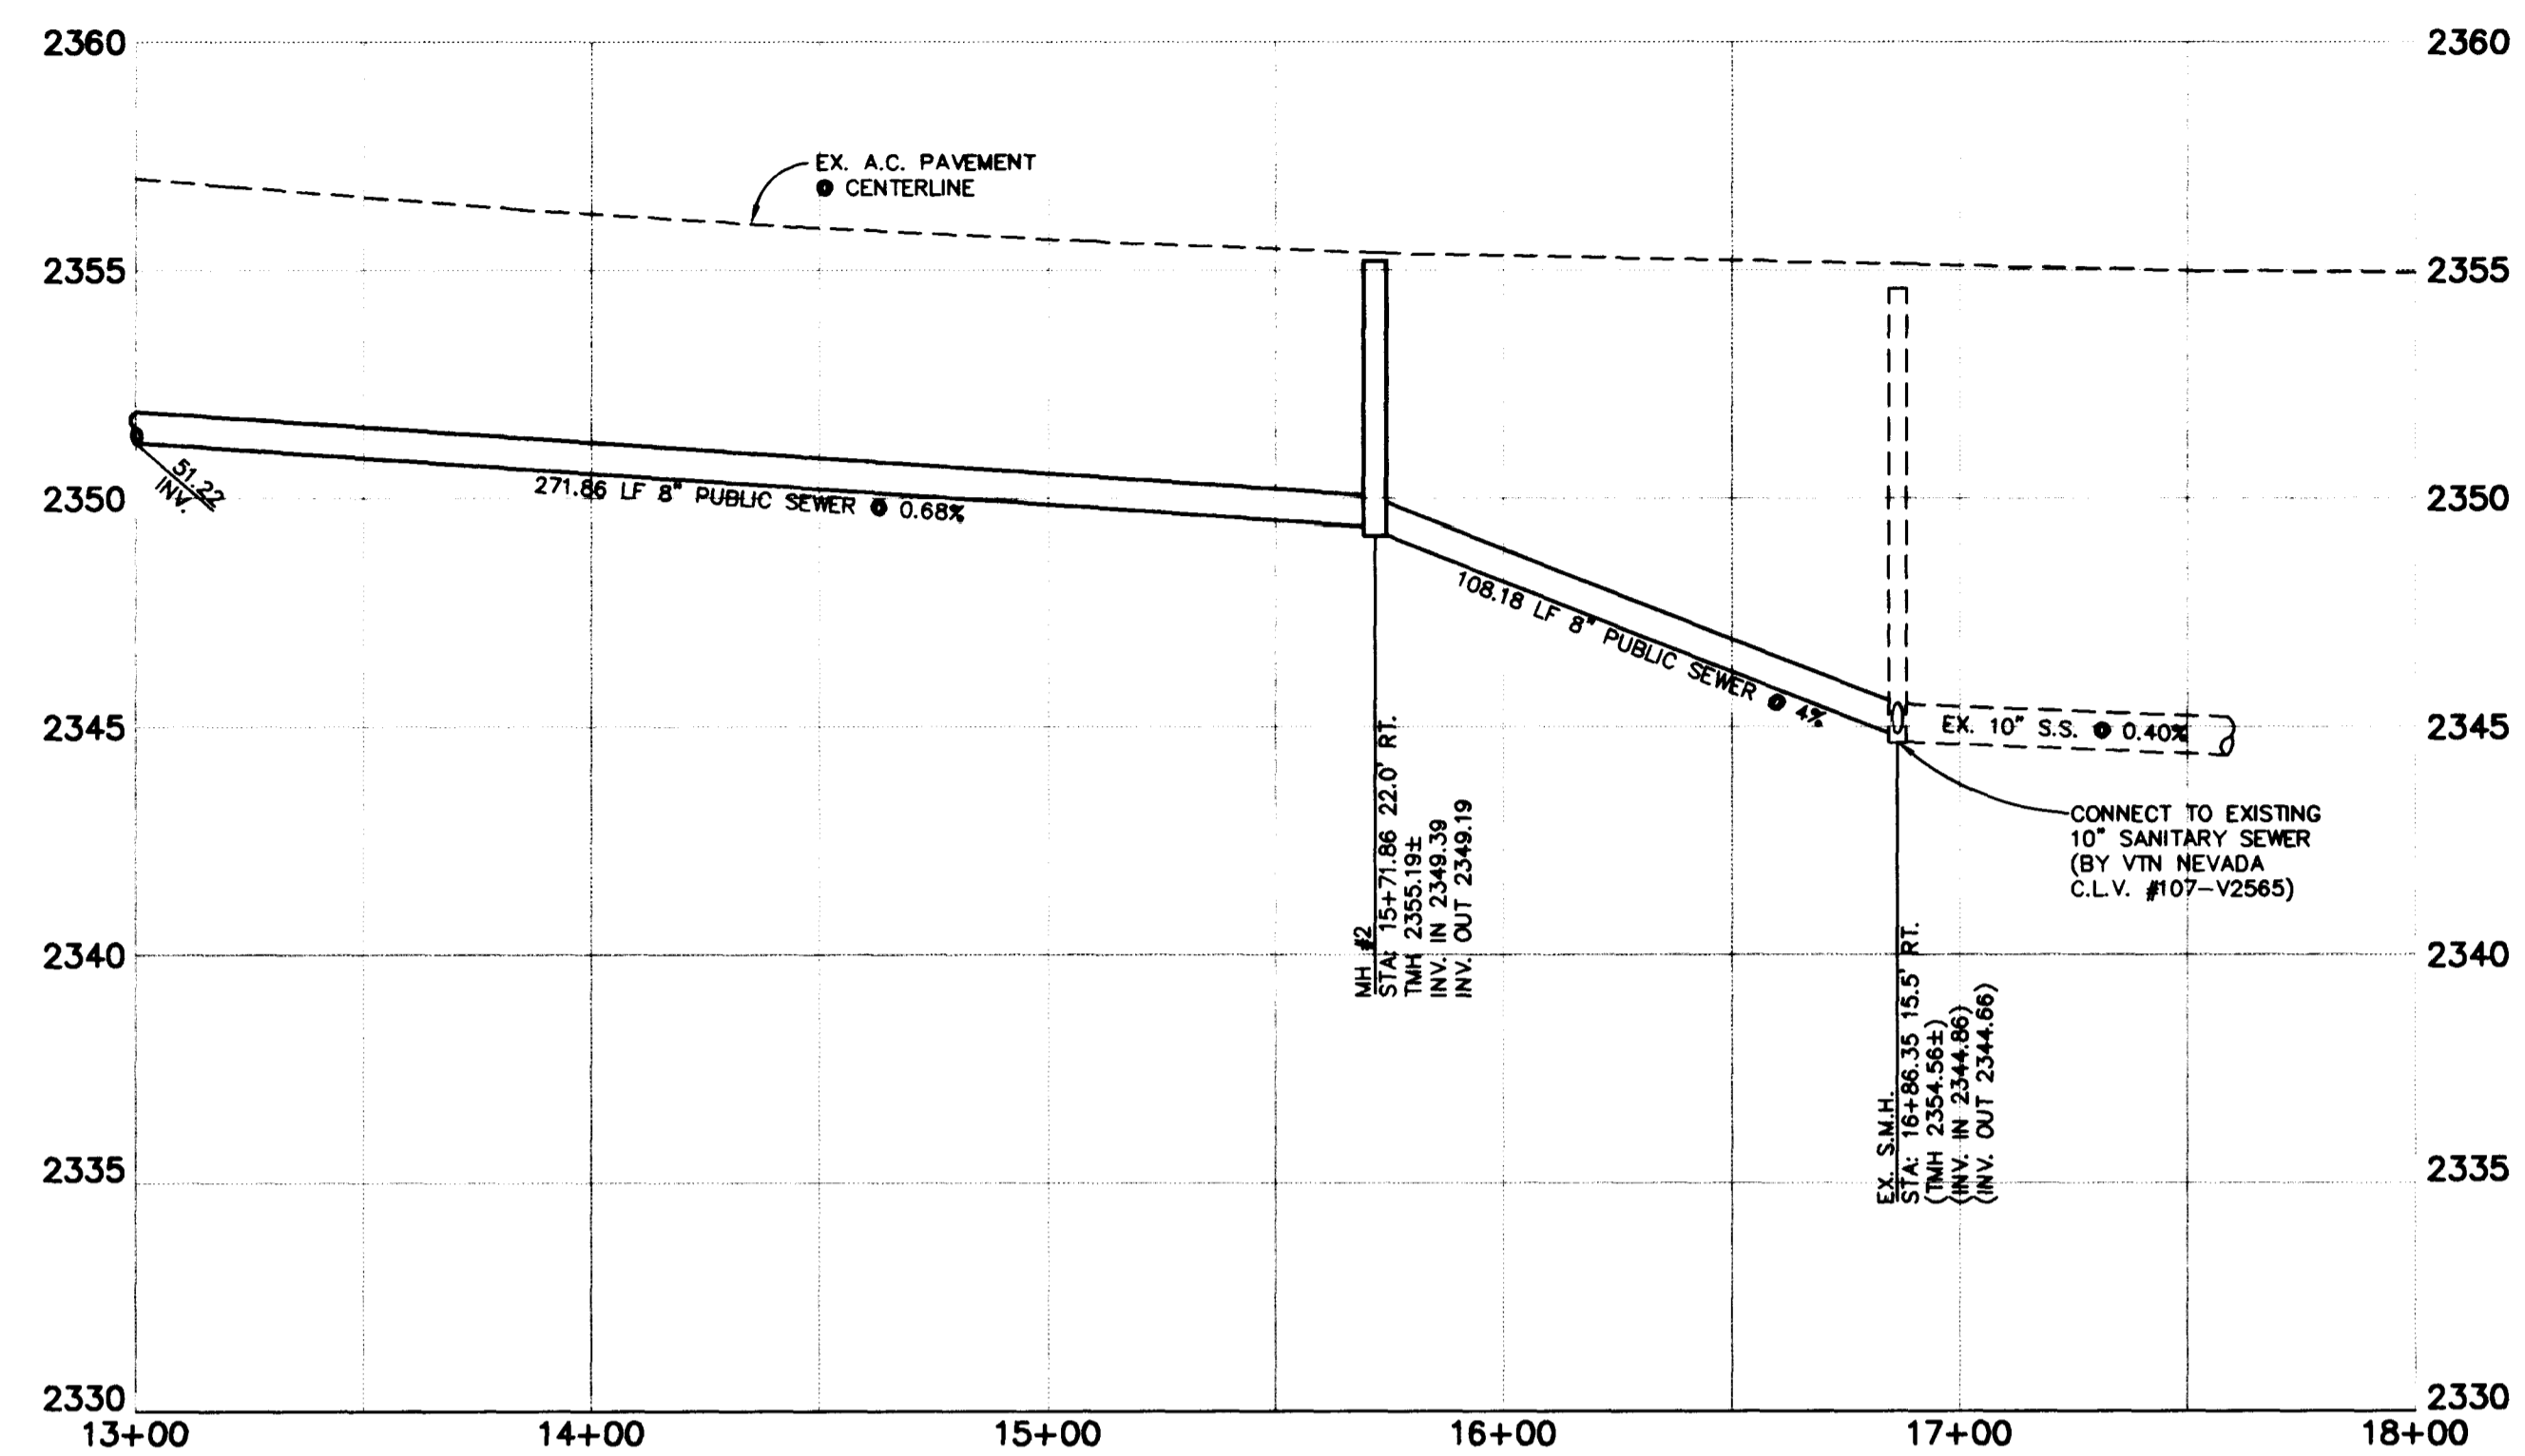 2360
2360
EX. A.C. PAVEMENT
@ CENTERLINE
2355
2355
51.22
INV.
2350
271.86 LF 8" PUBLIC SEWER @ 0.68%
2350
108.18 LF 8" PUBLIC SEWER @ 4%
2345
EX. 10" S.S. @ 0.40%
2345
CONNECT TO EXISTING
10" SANITARY SEWER
(BY VTN NEVADA
C.L.V. #107-V2565)
MH #2
STA: 15+71.86 22.0' RT.
TMH 2355.19±
INV. IN 2349.39
INV. OUT 2349.19
2340
2340
EX. S.M.H.
STA: 16+86.35 15.5' RT.
(TMH 2354.56±)
(INV. IN 2344.86)
(INV. OUT 2344.66)
2335
2335
2330
2330
13+00 14+00 15+00 16+00 17+00 18+00